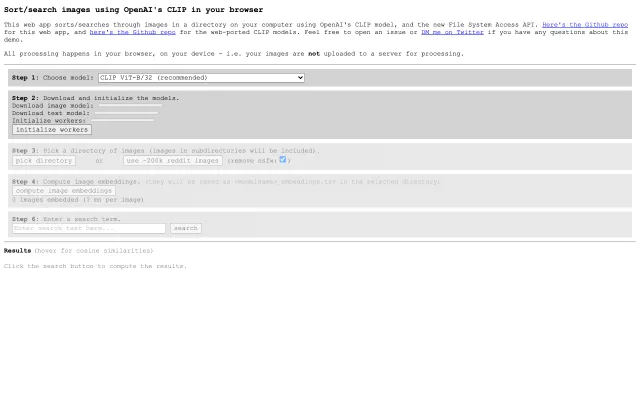 Sort/search images using OpenAI's CLIP in your browser
This web app sorts/searches through images in a directory on your computer using OpenAI's CLIP model, and the new File System Access API. Here's the Github repo
for this web app, and here's the Github repo for the web-ported CLIP models. Feel free to open an issue or DM me on Twitter if you have any questions about this
demo.
All processing happens in your browser, on your device - i.e. your images are not uploaded to a server for processing.
Step 1: Choose model: CLIP ViT-B/32 (recommended)
Step 2: Download and initialize the models.
Download image model:
Download text model:
Initialize workers:
initialize workers
Step 3: Pick a directory of images (images in subdirectories will be included).
pick directory or use ~200k reddit images (remove nsfw: )
Step 4: Compute image embeddings. (they will be saved as in the selected directory)
compute image embeddings
0 images embedded (? ms per image)
Step 5: Enter a search term.
Enter search text here... search
Results (hover for cosine similarities)
Click the search button to compute the results.